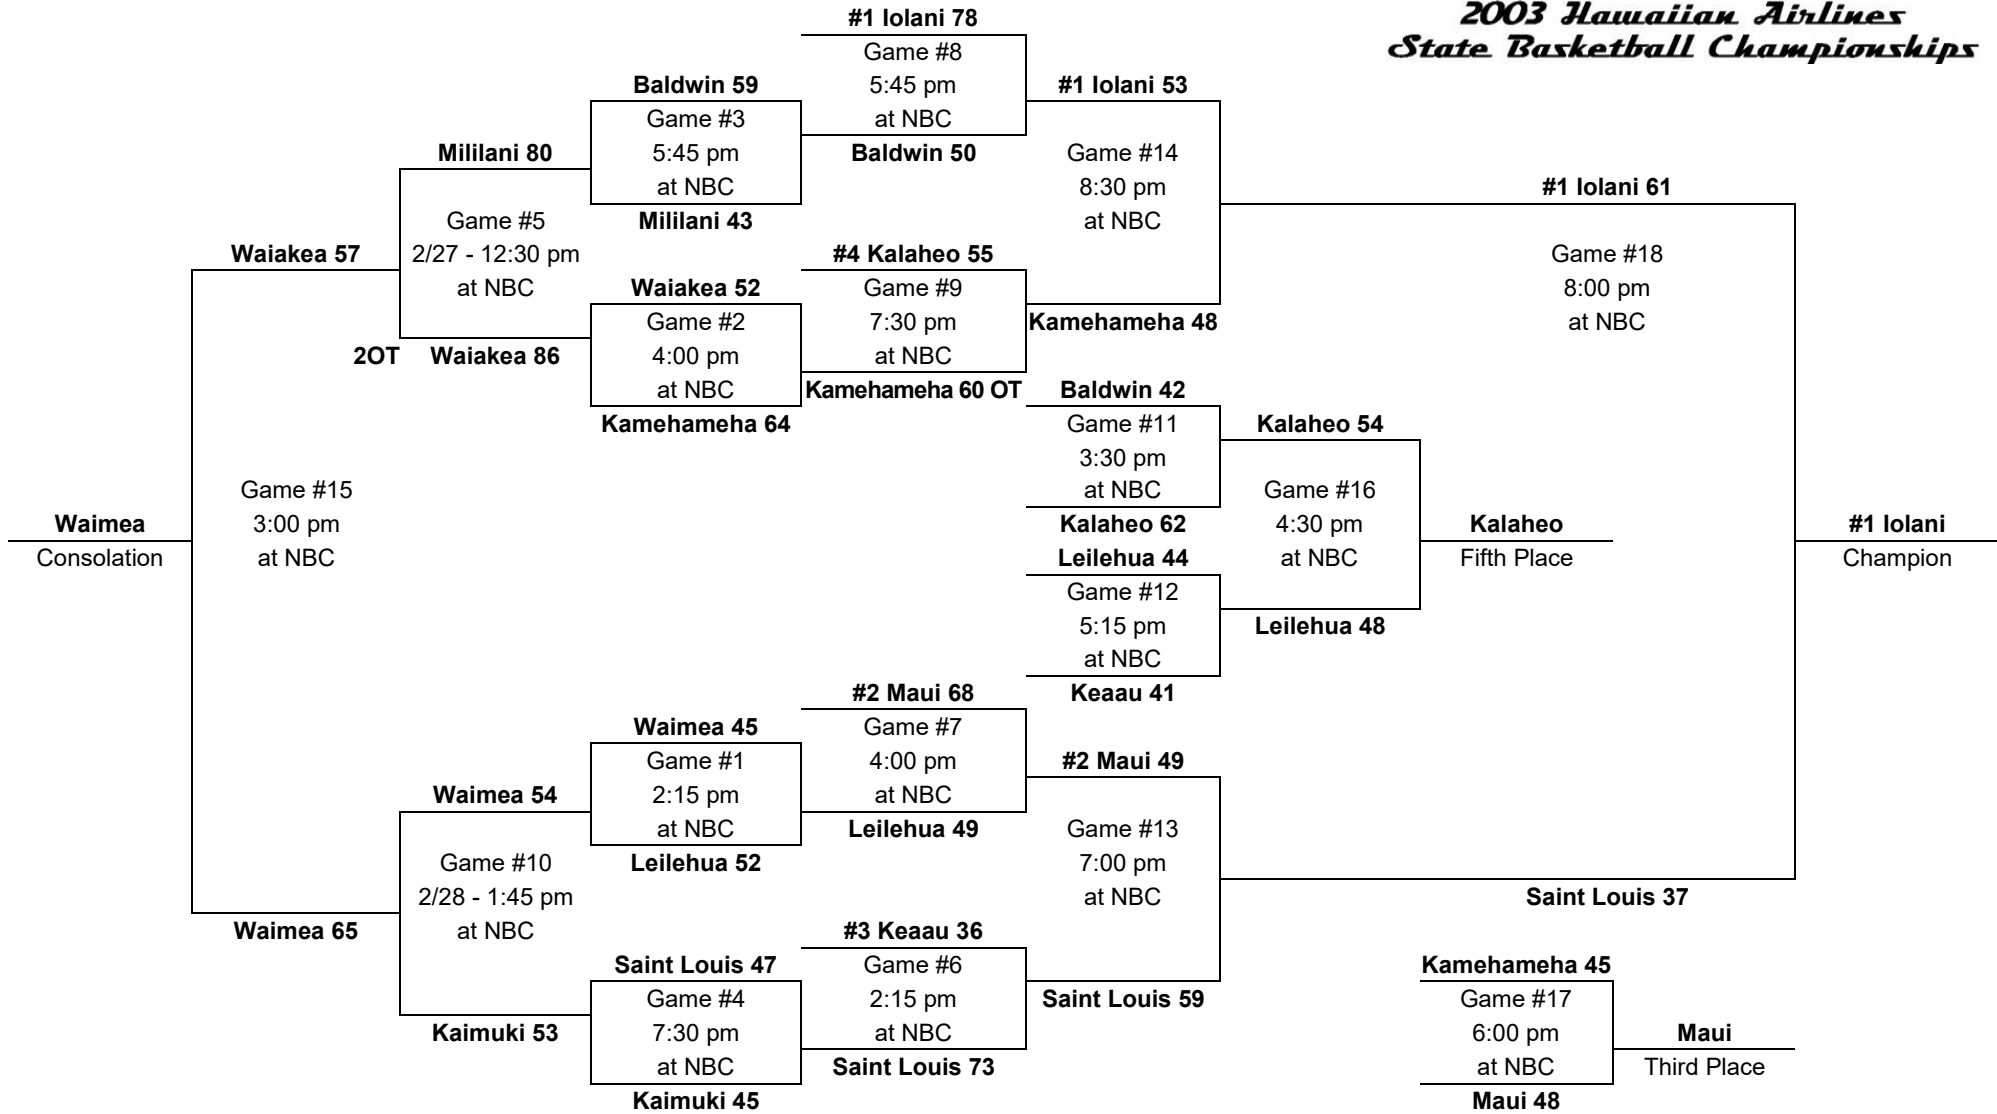 2003 Hawaiian Airlines
State Basketball Championships
#1 Iolani 78
Game #8
5:45 pm
at NBC
Baldwin 50
Baldwin 59
Game #3
5:45 pm
at NBC
Mililani 43
#1 Iolani 53
Game #14
8:30 pm
at NBC
Kamehameha 48
Mililani 80
Game #5
2/27 - 12:30 pm
at NBC
2OT Waiakea 86
#1 Iolani 61
Game #18
8:00 pm
at NBC
Saint Louis 37
Waiakea 57
Game #15
3:00 pm
at NBC
Waimea 65
#4 Kalaheo 55
Game #9
7:30 pm
at NBC
Kamehameha 60 OT
Waiakea 52
Game #2
4:00 pm
at NBC
Kamehameha 64
Baldwin 42
Game #11
3:30 pm
at NBC
Kalaheo 62
Kalaheo 54
Game #16
4:30 pm
at NBC
Leilehua 48
Waimea
Consolation
Kalaheo
Fifth Place
#1 Iolani
Champion
Leilehua 44
Game #12
5:15 pm
at NBC
Keaau 41
#2 Maui 68
Game #7
4:00 pm
at NBC
Leilehua 49
Waimea 45
Game #1
2:15 pm
at NBC
Leilehua 52
#2 Maui 49
Game #13
7:00 pm
at NBC
Saint Louis 59
Waimea 54
Game #10
2/28 - 1:45 pm
at NBC
Kaimuki 53
#3 Keaau 36
Game #6
2:15 pm
at NBC
Saint Louis 73
Saint Louis 47
Game #4
7:30 pm
at NBC
Kaimuki 45
Kamehameha 45
Game #17
6:00 pm
at NBC
Maui 48
Maui
Third Place